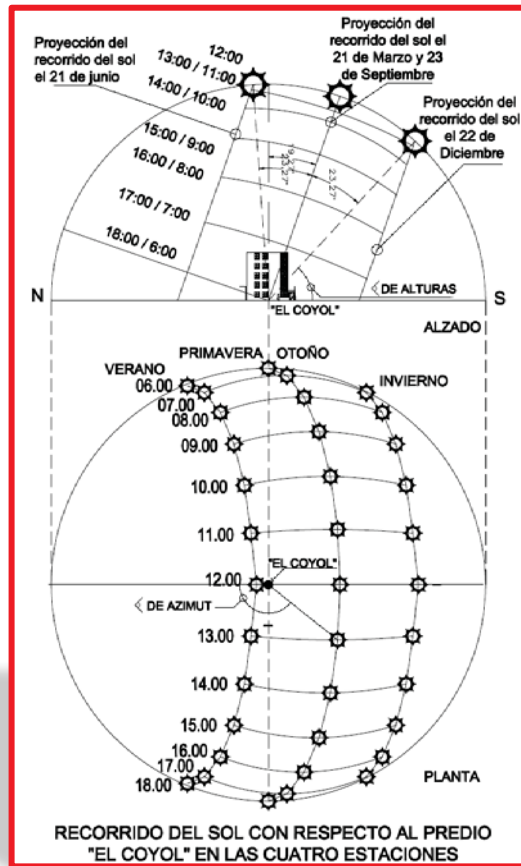 Proyección del
recorrido del sol
el 21 de junio
Proyección del
recorrido del sol el
21 de Marzo y 23
de Septiembre
Proyección del
recorrido del sol
el 22 de
Diciembre
12:00
13:00 / 11:00
14:00 / 10:00
15:00 / 9:00
16:00 / 8:00
17:00 / 7:00
18:00 / 6:00
19.27°
23.27°
23.27°
N
S
DE ALTURAS
"EL COYOL"
ALZADO
VERANO
PRIMAVERA
OTOÑO
INVIERNO
06.00
07.00
08.00
09.00
10.00
11.00
"EL COYOL"
12.00
DE AZIMUT
13.00
14.00
15.00
16.00
17.00
18.00
PLANTA
RECORRIDO DEL SOL CON RESPECTO AL PREDIO
"EL COYOL" EN LAS CUATRO ESTACIONES